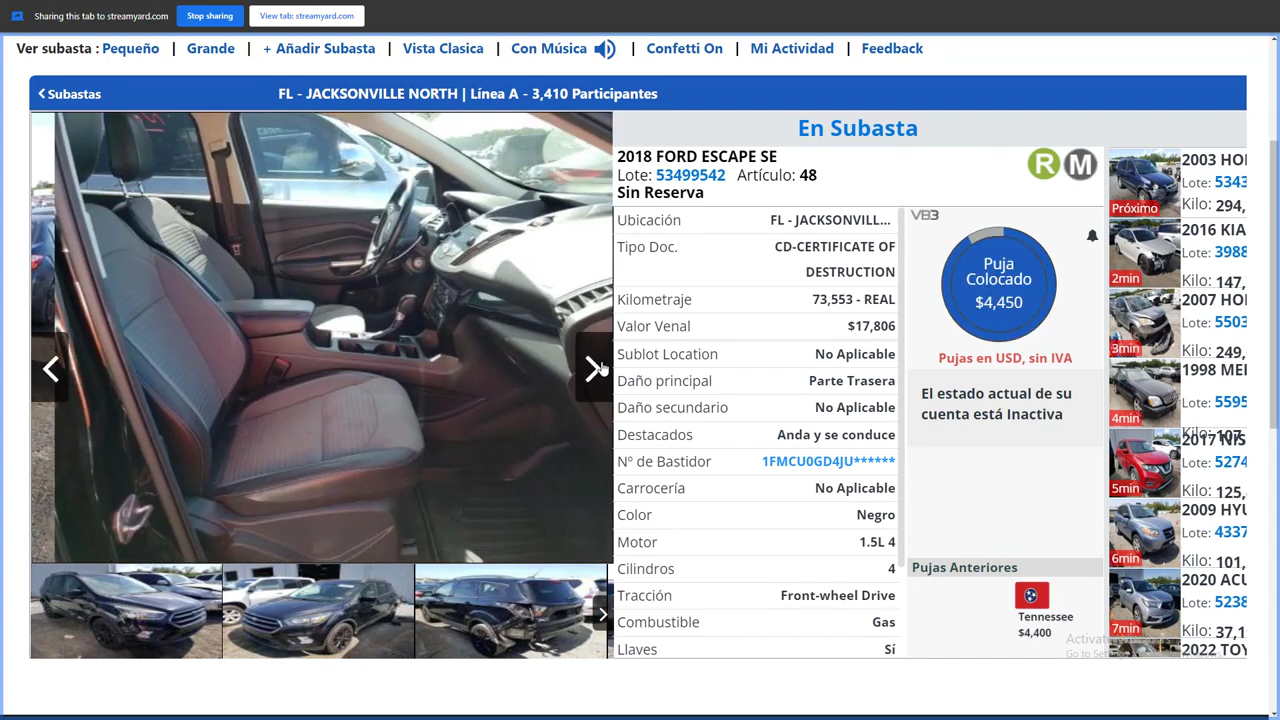 Sharing this tab to streamyard.com Stop sharing View tab: streamyard.com
Ver subasta : Pequeño | Grande | + Añadir Subasta | Vista Clasica | Con Música | Confetti On | Mi Actividad | Feedback
Subastas FL - JACKSONVILLE NORTH | Línea A - 3,410 Participantes
En Subasta
2018 FORD ESCAPE SE
Lote: 53499542 Artículo: 48
Sin Reserva
R M
Ubicación FL - JACKSONVILL...
Tipo Doc. CD-CERTIFICATE OF
DESTRUCTION
Kilometraje 73,553 - REAL
Valor Venal $17,806
Sublot Location No Aplicable
Daño principal Parte Trasera
Daño secundario No Aplicable
Destacados Anda y se conduce
Nº de Bastidor 1FMCU0GD4JU******
Carrocería No Aplicable
Color Negro
Motor 1.5L 4
Cilindros 4
Tracción Front-wheel Drive
Combustible Gas
Llaves Sí
VB3
Puja
Colocado
$4,450
Pujas en USD, sin IVA
El estado actual de su
cuenta está Inactiva
Pujas Anteriores
Tennessee
$4,400
2003 HO
Lote: 5343
Próximo Kilo: 294,
2016 KIA
Lote: 3988
2min Kilo: 147,
2007 HO
Lote: 5503
3min Kilo: 249,
1998 ME
Lote: 5595
4min Kilo: 107,
2017 NIS
Lote: 5274
5min Kilo: 125,
2009 HYU
Lote: 4337
6min Kilo: 101,
2020 ACU
Lote: 5238
7min Kilo: 37,1
2022 TOY